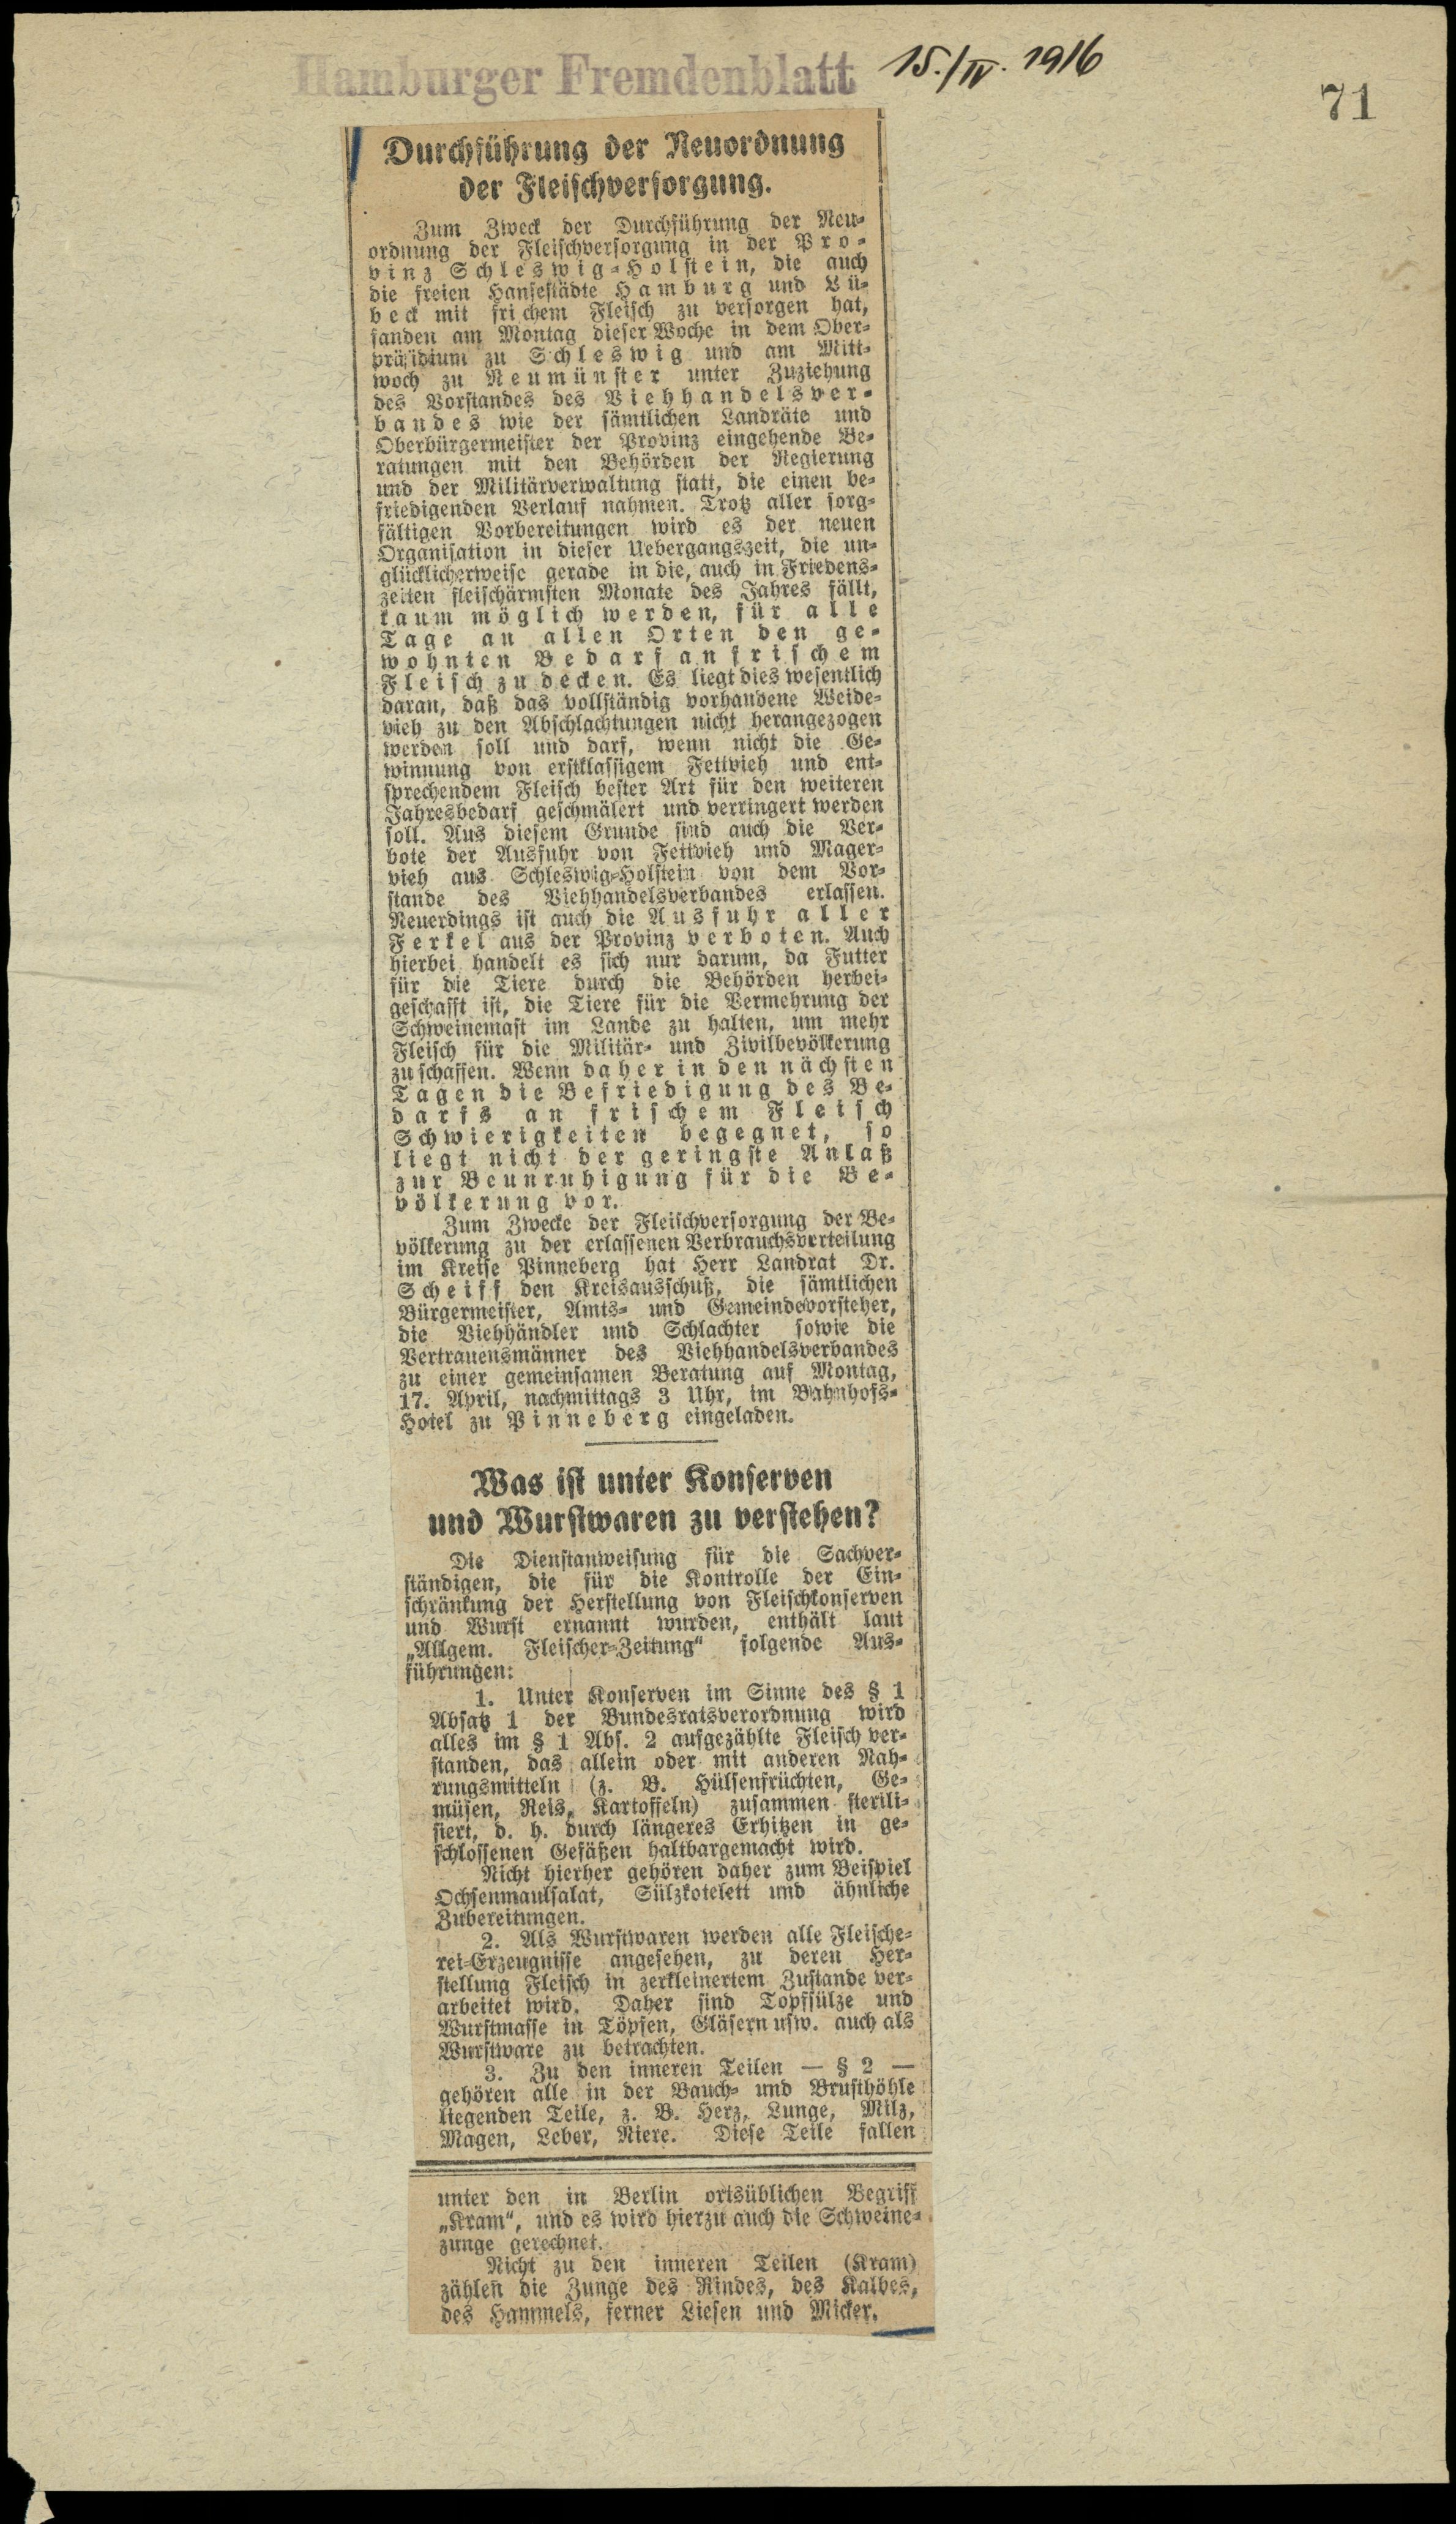 Hamburger Fremdenblatt 15./IV. 1916
71
Durchführung der Neuordnung
der Fleischversorgung.
Zum Zweck der Durchführung der Neu-
ordnung der Fleischversorgung in der Pro-
vinz Schleswig-Holstein, die auch
die freien Hansestädte Hamburg und Lü-
beck mit fri chem Fleisch zu versorgen hat,
fanden am Montag dieser Woche in dem Ober-
präsidium zu Schleswig und am Mitt-
woch zu Neumünster unter Zuziehung
des Vorstandes des Viehhandelsver-
bandes wie der sämtlichen Landräte und
Oberbürgermeister der Provinz eingehende Be-
ratungen mit den Behörden der Regierung
und der Militärverwaltung statt, die einen be-
friedigenden Verlauf nahmen. Trotz aller sorg-
fältigen Vorbereitungen wird es der neuen
Organisation in dieser Uebergangszeit, die un-
glücklicherweise gerade in die, auch in Friedens-
zeiten fleischärmsten Monate des Jahres fällt,
kaum möglich werden, für alle
Tage an allen Orten den ge-
wohnten Bedarf an frischem
Fleisch zu decken. Es liegt dies wesentlich
daran, daß das vollständig vorhandene Weide-
vieh zu den Abschlachtungen nicht herangezogen
werden soll und darf, wenn nicht die Ge-
winnung von erstklassigem Fettvieh und ent-
sprechendem Fleisch bester Art für den weiteren
Jahresbedarf geschmälert und verringert werden
soll. Aus diesem Grunde sind auch die Ver-
bote der Ausfuhr von Fettvieh und Mager-
vieh aus Schleswig-Holstein von dem Vor-
stande des Viehhandelsverbandes erlassen.
Neuerdings ist auch die Ausfuhr aller
Ferkel aus der Provinz verboten. Auch
hierbei handelt es sich nur darum, da Futter
für die Tiere durch die Behörden herbei-
geschafft ist, die Tiere für die Vermehrung der
Schweinemast im Lande zu halten, um mehr
Fleisch für die Militär- und Zivilbevölkerung
zu schaffen. Wenn daher in den nächsten
Tagen die Befriedigung des Be-
darfs an frischem Fleisch
Schwierigkeiten begegnet, so
liegt nicht der geringste Anlaß
zur Beunruhigung für die Be-
völkerung vor.
Zum Zwecke der Fleischversorgung der Be-
völkerung zu der erlassenen Verbrauchsverteilung
im Kreise Pinneberg hat Herr Landrat Dr.
Scheiff den Kreisausschuß, die sämtlichen
Bürgermeister, Amts- und Gemeindevorsteher,
die Viehhändler und Schlachter sowie die
Vertrauensmänner des Viehhandelsverbandes
zu einer gemeinsamen Beratung auf Montag,
17. April, nachmittags 3 Uhr, im Bahnhofs-
Hotel zu Pinneberg eingeladen.
Was ist unter Konserven
und Wurstwaren zu verstehen?
Die Dienstanweisung für die Sachver-
ständigen, die für die Kontrolle der Ein-
schränkung der Herstellung von Fleischkonserven
und Wurst ernannt wurden, enthält laut
„Allgem. Fleischer-Zeitung“ folgende Aus-
führungen:
1. Unter Konserven im Sinne des § 1
Absatz 1 der Bundesratsverordnung wird
alles im § 1 Abs. 2 aufgezählte Fleisch ver-
standen, das allein oder mit anderen Nah-
rungsmitteln (z. B. Hülsenfrüchten, Ge-
müsen, Reis, Kartoffeln) zusammen sterili-
siert, d. h. durch längeres Erhitzen in ge-
schlossenen Gefäßen haltbargemacht wird.
Nicht hierher gehören daher zum Beispiel
Ochsenmaulsalat, Sülzkotelett und ähnliche
Zubereitungen.
2. Als Wurstwaren werden alle Fleische-
rei-Erzeugnisse angesehen, zu deren Her-
stellung Fleisch in zerkleinertem Zustande ver-
arbeitet wird. Daher sind Topfsülze und
Wurstmasse in Töpfen, Gläsern usw. auch als
Wurstware zu betrachten.
3. Zu den inneren Teilen — § 2 —
gehören alle in der Bauch- und Brusthöhle
liegenden Teile, z. B. Herz, Lunge, Milz,
Magen, Leber, Niere. Diese Teile fallen
unter den in Berlin ortsüblichen Begriff
„Kram“, und es wird hierzu auch die Schweine-
zunge gerechnet.
Nicht zu den inneren Teilen (Kram)
zählen die Zunge des Rindes, des Kalbes,
des Hammels, ferner Liesen und Micker.